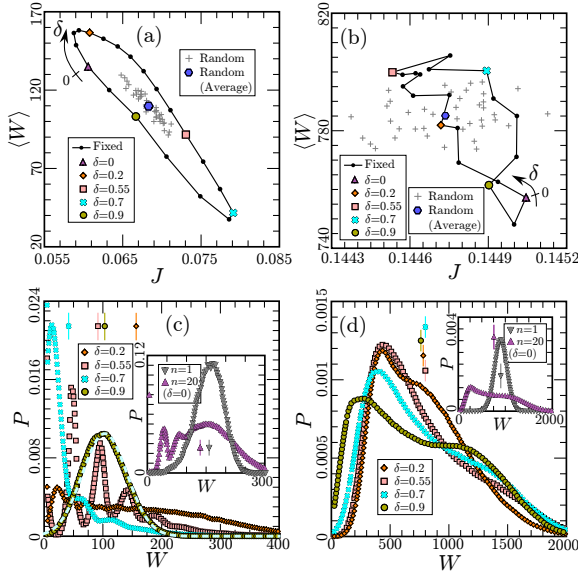 (a)
δ
0
Random
Random
(Average)
Fixed
δ=0
δ=0.2
δ=0.55
δ=0.7
δ=0.9
⟨W⟩
170
140
110
70
20
0.055
0.065
0.075
0.085
J
(b)
δ
0
Random
Random
(Average)
Fixed
δ=0
δ=0.2
δ=0.55
δ=0.7
δ=0.9
⟨W⟩
820
780
740
0.1443
0.1446
0.1449
0.1452
J
(c)
δ=0.2
δ=0.55
δ=0.7
δ=0.9
P
0.024
0.016
0.008
0
0
100
200
300
400
W
n=1
n=20
(δ=0)
P
0.12
0
0
300
W
(d)
δ=0.2
δ=0.55
δ=0.7
δ=0.9
P
0.0015
0.001
0.0005
0
0
500
1000
1500
2000
W
n=1
n=20
(δ=0)
P
0.004
0
0
2000
W